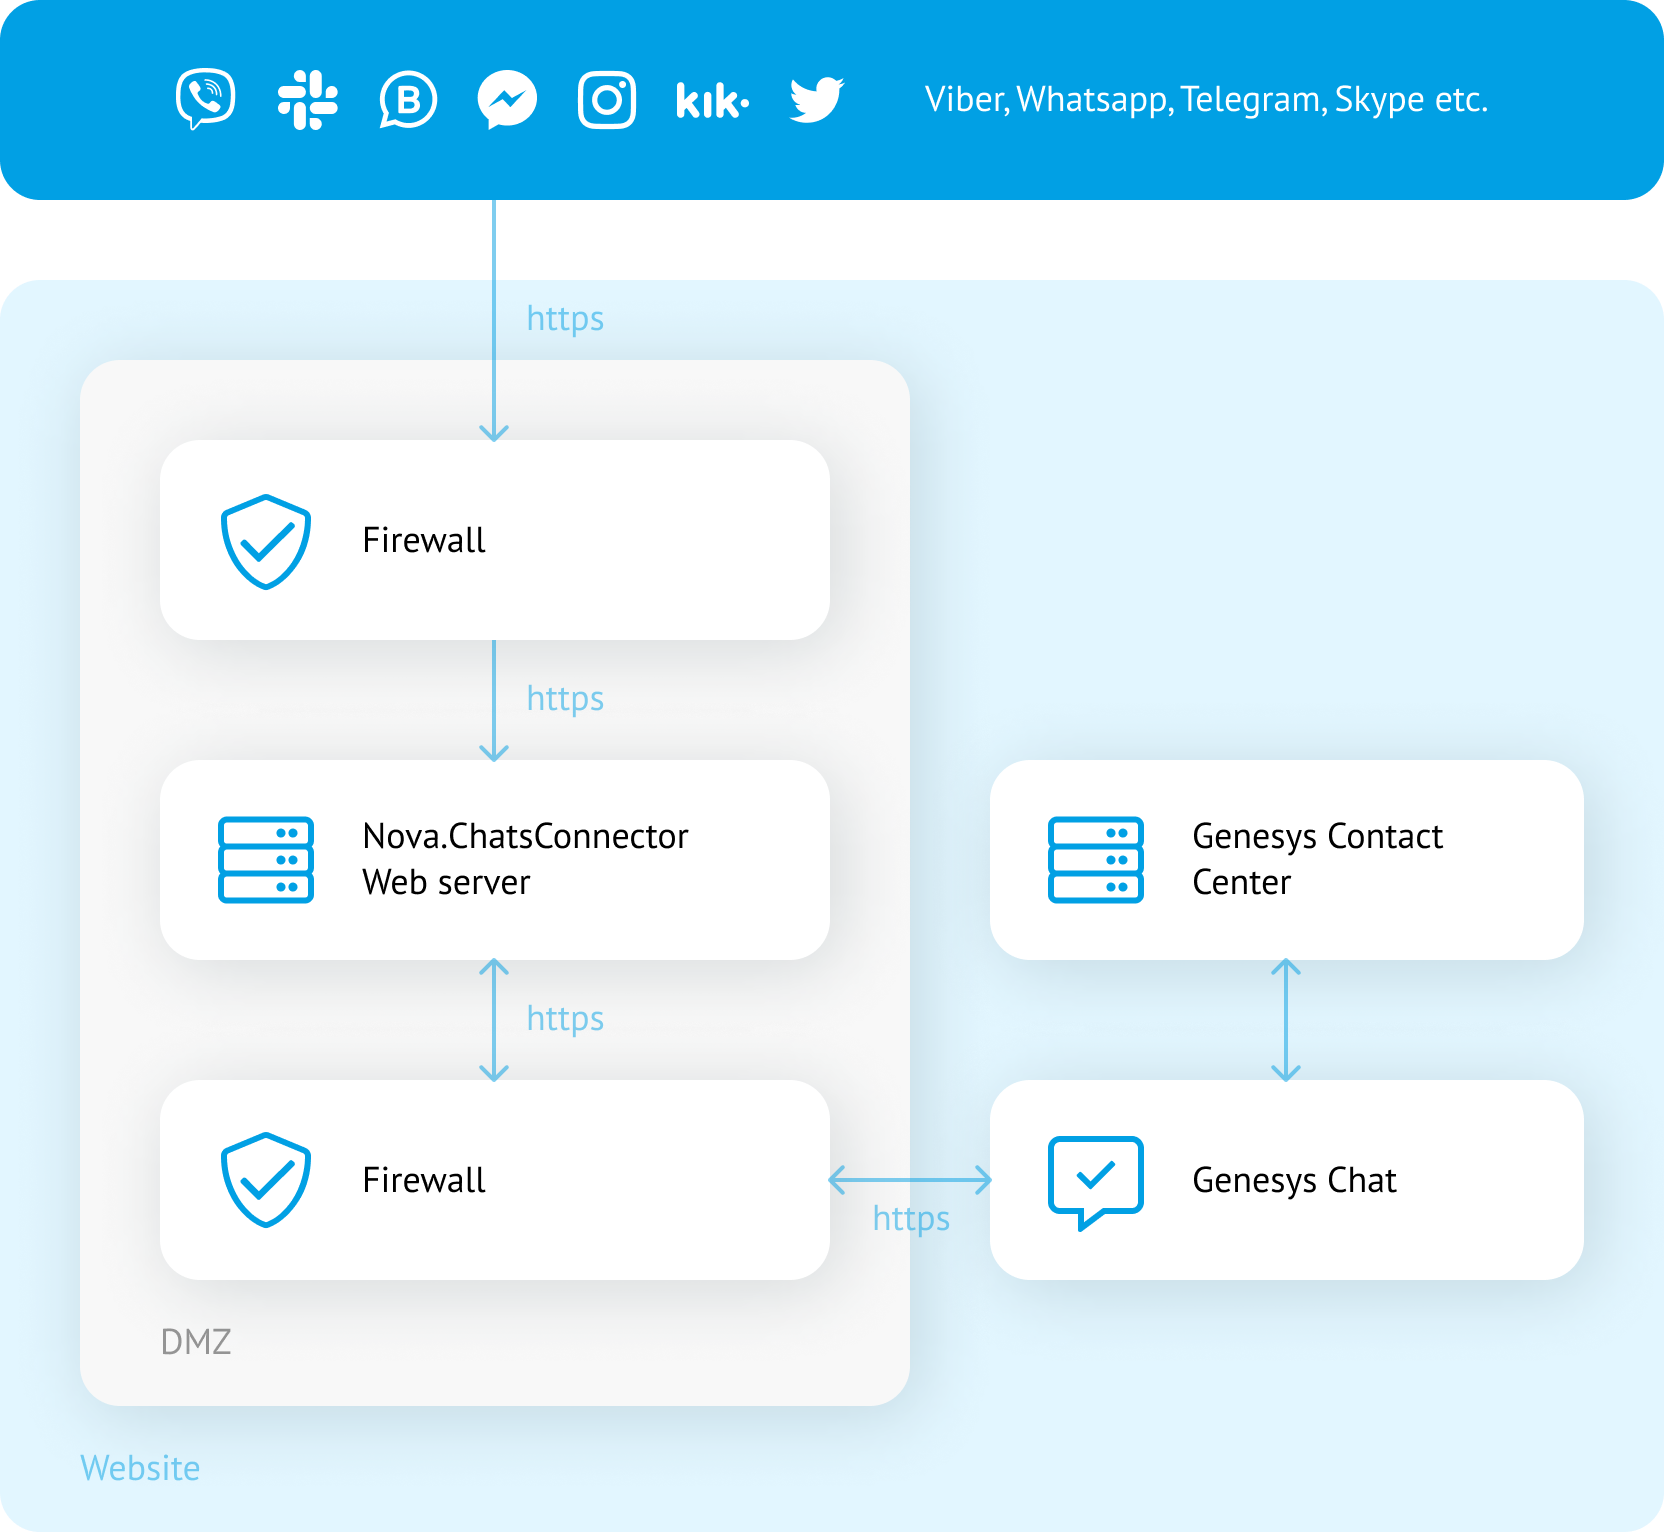 kik.
Viber, Whatsapp, Telegram, Skype etc.
https
Firewall
https
Nova.ChatsConnector
Web server
Genesys Contact
Center
https
Firewall
https
Genesys Chat
DMZ
Website